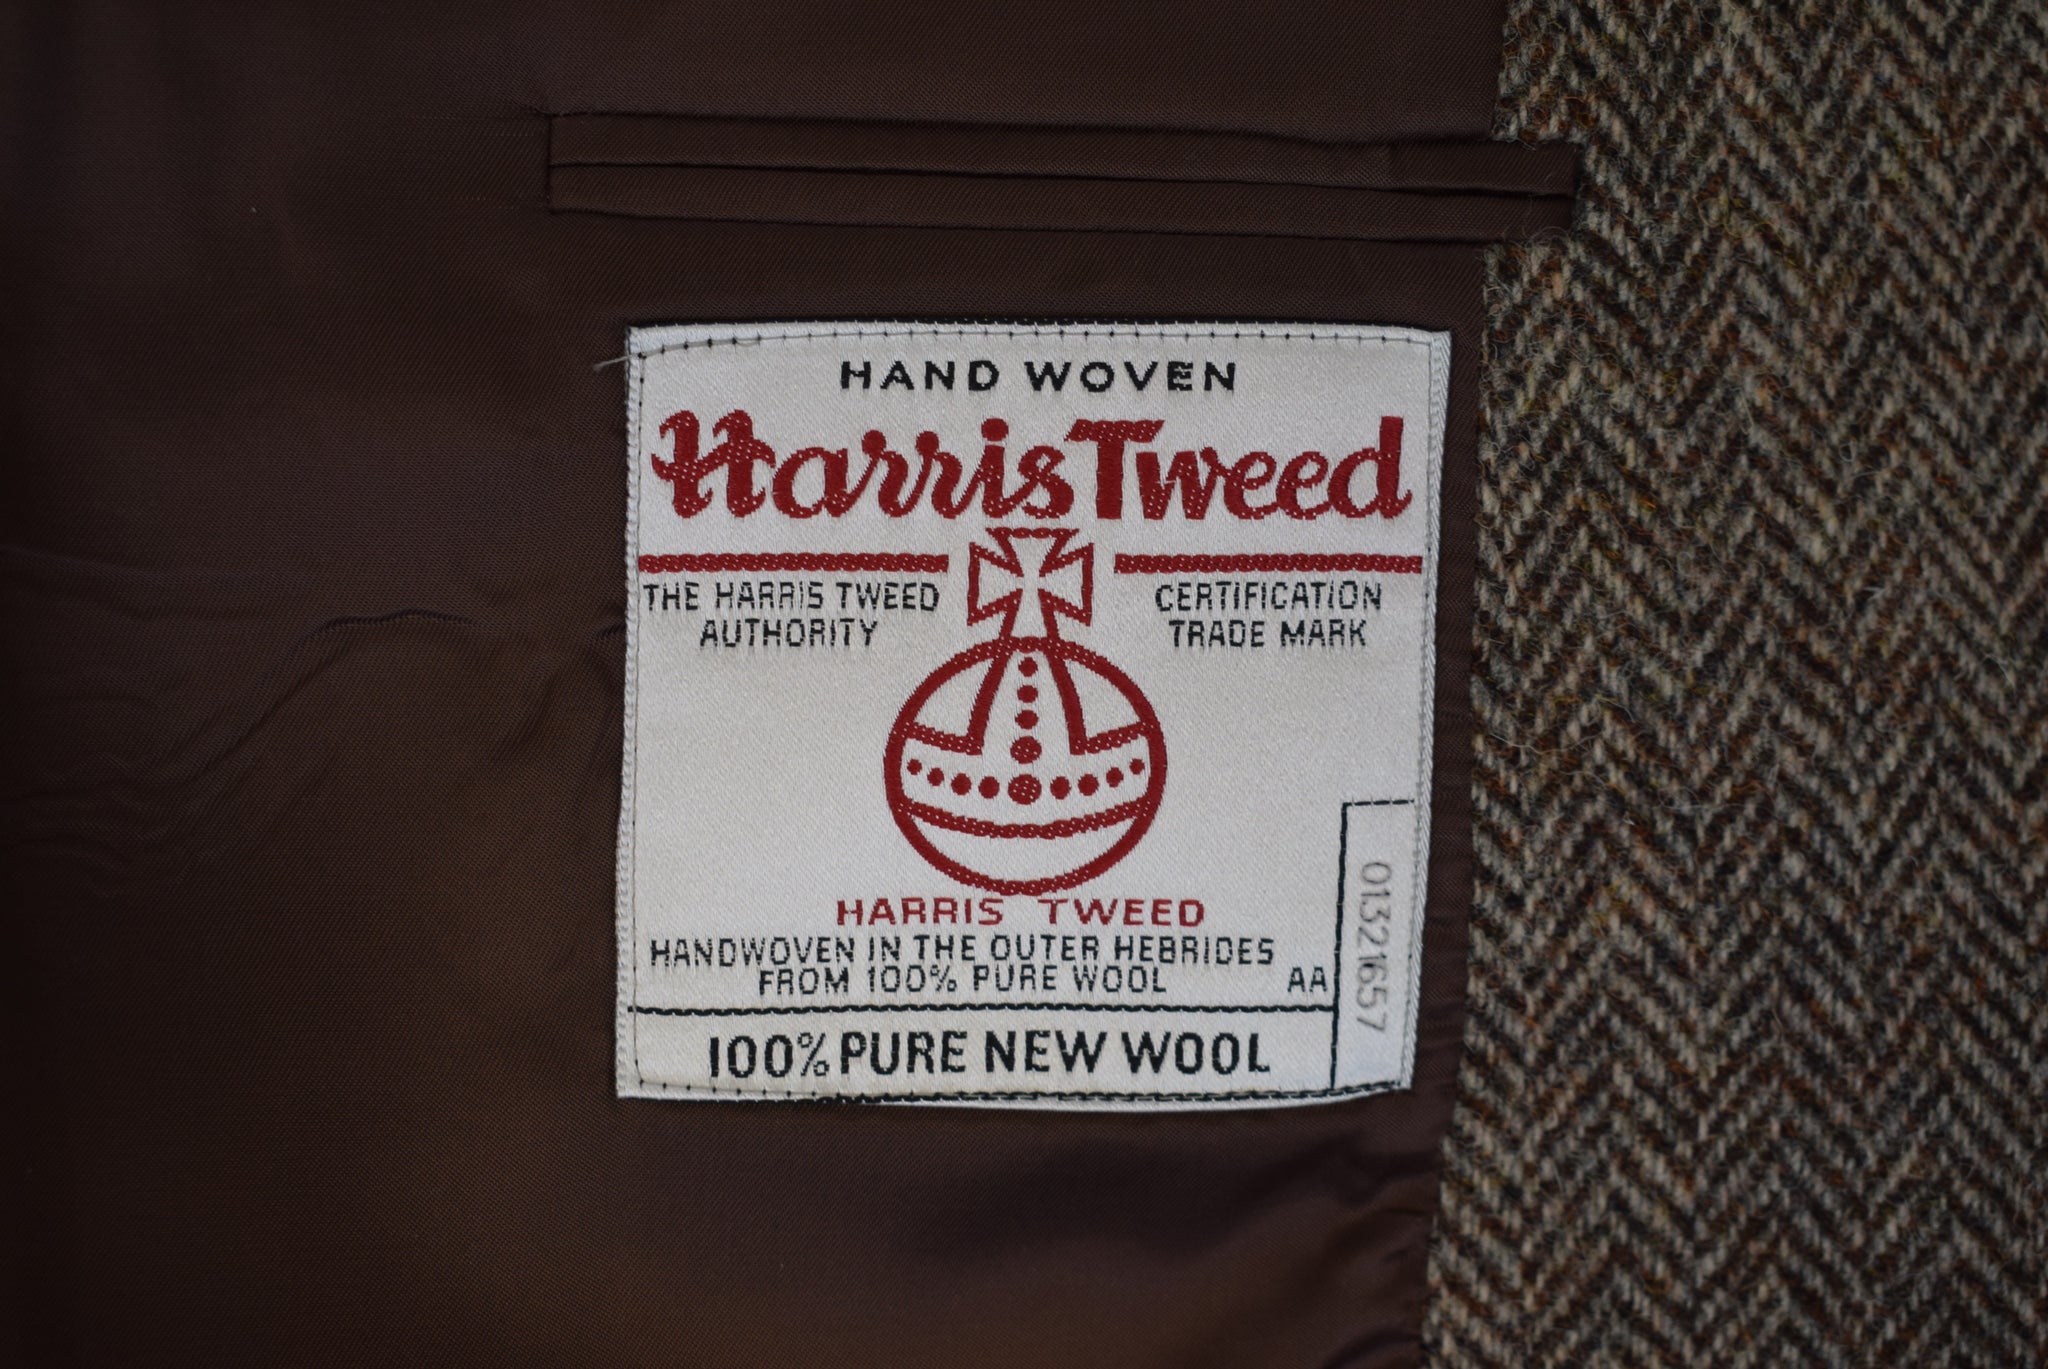 HAND WOVEN
Harris Tweed
THE HARRIS TWEED
AUTHORITY
CERTIFICATION
TRADE MARK
HARRIS TWEED
HANDWOVEN IN THE OUTER HEBRIDES
FROM 100% PURE WOOL
AA
100% PURE NEW WOOL
01321657